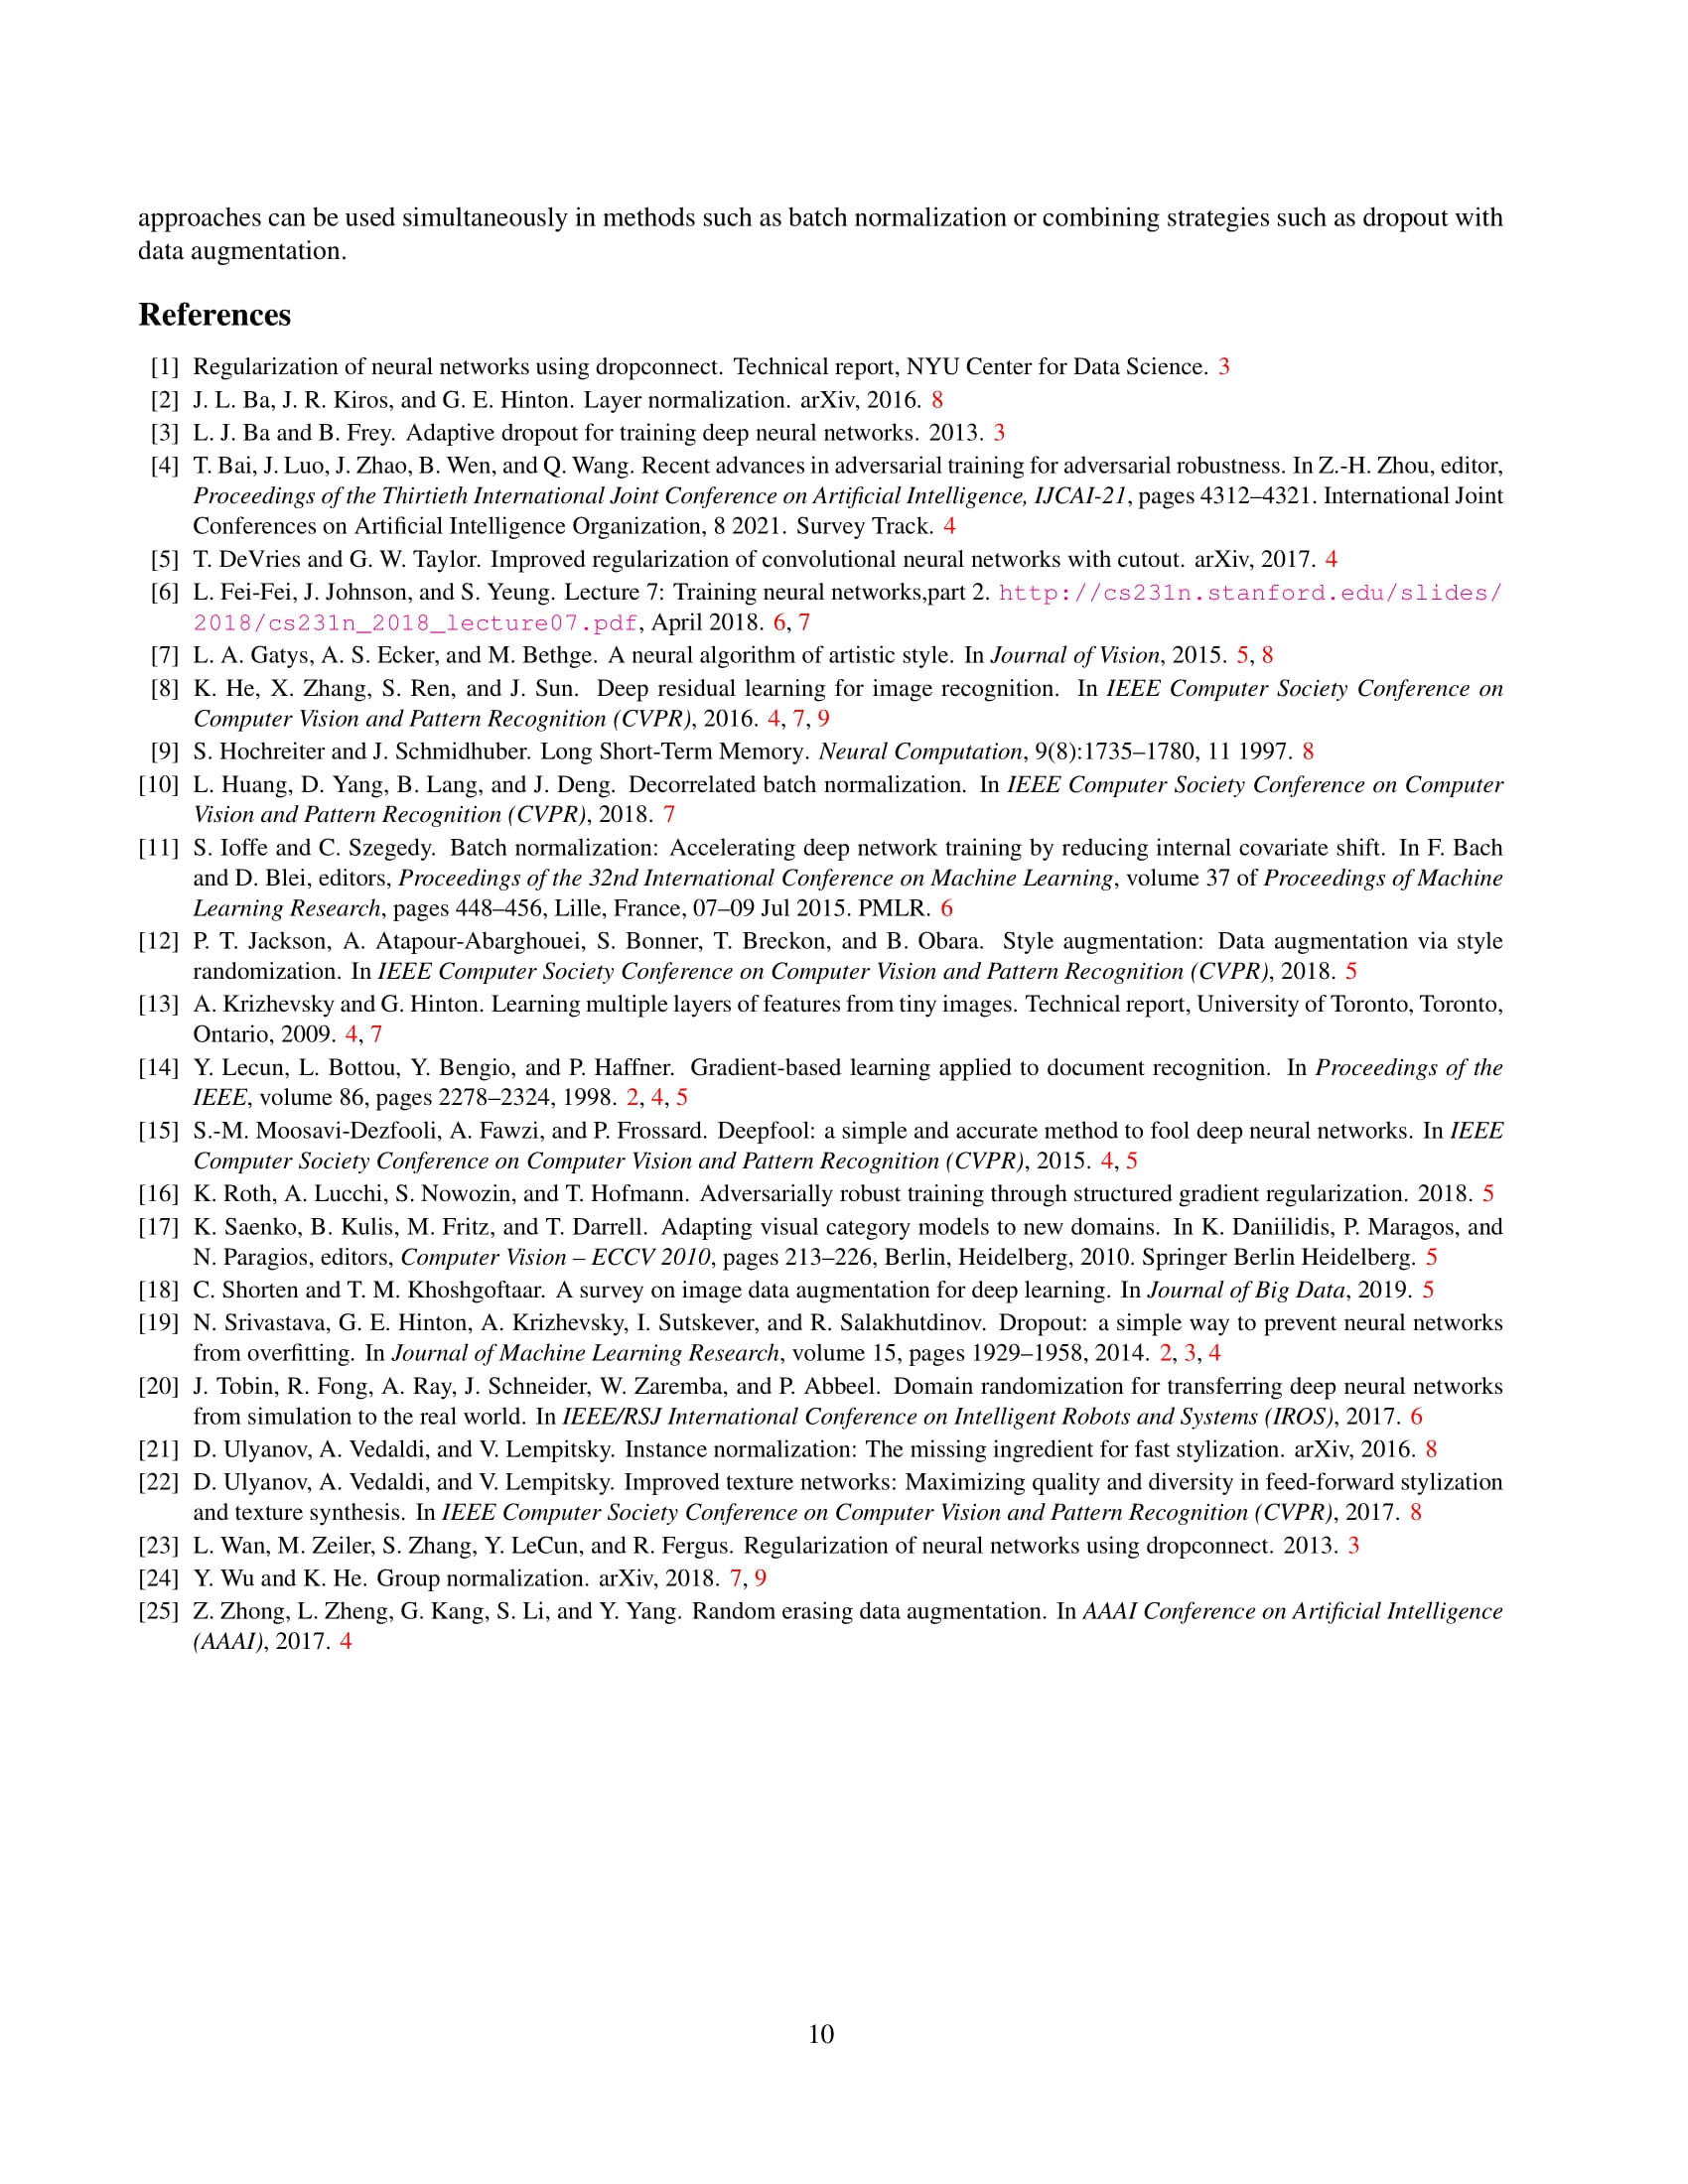 approaches can be used simultaneously in methods such as batch normalization or combining strategies such as dropout with
data augmentation.
References
[1] Regularization of neural networks using dropconnect. Technical report, NYU Center for Data Science. 3
[2] J. L. Ba, J. R. Kiros, and G. E. Hinton. Layer normalization. arXiv, 2016. 8
[3] L. J. Ba and B. Frey. Adaptive dropout for training deep neural networks. 2013. 3
[4] T. Bai, J. Luo, J. Zhao, B. Wen, and Q. Wang. Recent advances in adversarial training for adversarial robustness. In Z.-H. Zhou, editor,
Proceedings of the Thirtieth International Joint Conference on Artificial Intelligence, IJCAI-21, pages 4312–4321. International Joint
Conferences on Artificial Intelligence Organization, 8 2021. Survey Track. 4
[5] T. DeVries and G. W. Taylor. Improved regularization of convolutional neural networks with cutout. arXiv, 2017. 4
[6] L. Fei-Fei, J. Johnson, and S. Yeung. Lecture 7: Training neural networks,part 2. http://cs231n.stanford.edu/slides/
2018/cs231n_2018_lecture07.pdf, April 2018. 6, 7
[7] L. A. Gatys, A. S. Ecker, and M. Bethge. A neural algorithm of artistic style. In Journal of Vision, 2015. 5, 8
[8] K. He, X. Zhang, S. Ren, and J. Sun. Deep residual learning for image recognition. In IEEE Computer Society Conference on
Computer Vision and Pattern Recognition (CVPR), 2016. 4, 7, 9
[9] S. Hochreiter and J. Schmidhuber. Long Short-Term Memory. Neural Computation, 9(8):1735–1780, 11 1997. 8
[10] L. Huang, D. Yang, B. Lang, and J. Deng. Decorrelated batch normalization. In IEEE Computer Society Conference on Computer
Vision and Pattern Recognition (CVPR), 2018. 7
[11] S. Ioffe and C. Szegedy. Batch normalization: Accelerating deep network training by reducing internal covariate shift. In F. Bach
and D. Blei, editors, Proceedings of the 32nd International Conference on Machine Learning, volume 37 of Proceedings of Machine
Learning Research, pages 448–456, Lille, France, 07–09 Jul 2015. PMLR. 6
[12] P. T. Jackson, A. Atapour-Abarghouei, S. Bonner, T. Breckon, and B. Obara. Style augmentation: Data augmentation via style
randomization. In IEEE Computer Society Conference on Computer Vision and Pattern Recognition (CVPR), 2018. 5
[13] A. Krizhevsky and G. Hinton. Learning multiple layers of features from tiny images. Technical report, University of Toronto, Toronto,
Ontario, 2009. 4, 7
[14] Y. Lecun, L. Bottou, Y. Bengio, and P. Haffner. Gradient-based learning applied to document recognition. In Proceedings of the
IEEE, volume 86, pages 2278–2324, 1998. 2, 4, 5
[15] S.-M. Moosavi-Dezfooli, A. Fawzi, and P. Frossard. Deepfool: a simple and accurate method to fool deep neural networks. In IEEE
Computer Society Conference on Computer Vision and Pattern Recognition (CVPR), 2015. 4, 5
[16] K. Roth, A. Lucchi, S. Nowozin, and T. Hofmann. Adversarially robust training through structured gradient regularization. 2018. 5
[17] K. Saenko, B. Kulis, M. Fritz, and T. Darrell. Adapting visual category models to new domains. In K. Daniilidis, P. Maragos, and
N. Paragios, editors, Computer Vision – ECCV 2010, pages 213–226, Berlin, Heidelberg, 2010. Springer Berlin Heidelberg. 5
[18] C. Shorten and T. M. Khoshgoftaar. A survey on image data augmentation for deep learning. In Journal of Big Data, 2019. 5
[19] N. Srivastava, G. E. Hinton, A. Krizhevsky, I. Sutskever, and R. Salakhutdinov. Dropout: a simple way to prevent neural networks
from overfitting. In Journal of Machine Learning Research, volume 15, pages 1929–1958, 2014. 2, 3, 4
[20] J. Tobin, R. Fong, A. Ray, J. Schneider, W. Zaremba, and P. Abbeel. Domain randomization for transferring deep neural networks
from simulation to the real world. In IEEE/RSJ International Conference on Intelligent Robots and Systems (IROS), 2017. 6
[21] D. Ulyanov, A. Vedaldi, and V. Lempitsky. Instance normalization: The missing ingredient for fast stylization. arXiv, 2016. 8
[22] D. Ulyanov, A. Vedaldi, and V. Lempitsky. Improved texture networks: Maximizing quality and diversity in feed-forward stylization
and texture synthesis. In IEEE Computer Society Conference on Computer Vision and Pattern Recognition (CVPR), 2017. 8
[23] L. Wan, M. Zeiler, S. Zhang, Y. LeCun, and R. Fergus. Regularization of neural networks using dropconnect. 2013. 3
[24] Y. Wu and K. He. Group normalization. arXiv, 2018. 7, 9
[25] Z. Zhong, L. Zheng, G. Kang, S. Li, and Y. Yang. Random erasing data augmentation. In AAAI Conference on Artificial Intelligence
(AAAI), 2017. 4
10